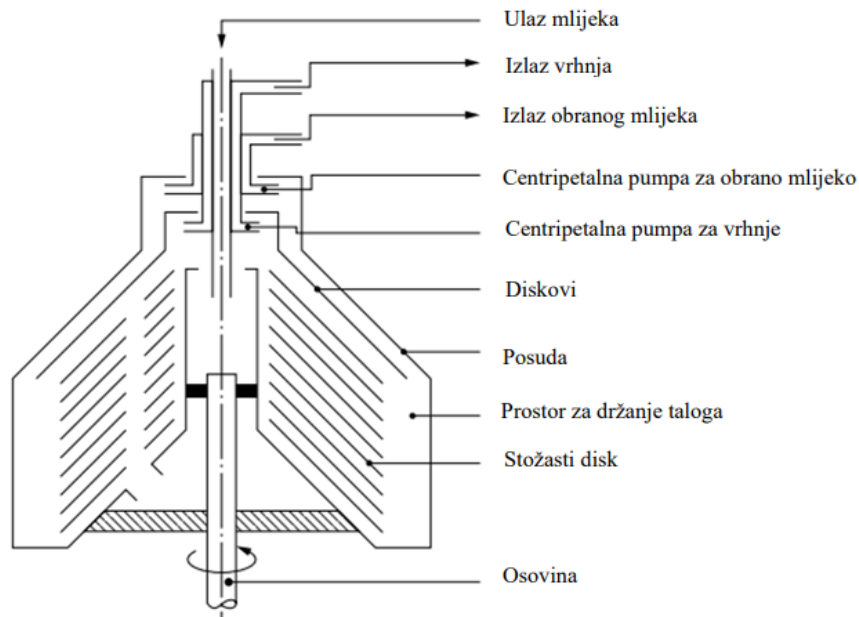 Ulaz mlijeka
Izlaz vrhnja
Izlaz obranog mlijeka
Centripetalna pumpa za obrano mlijeko
Centripetalna pumpa za vrhnje
Diskovi
Posuda
Prostor za držanje taloga
Stožasti disk
Osovina